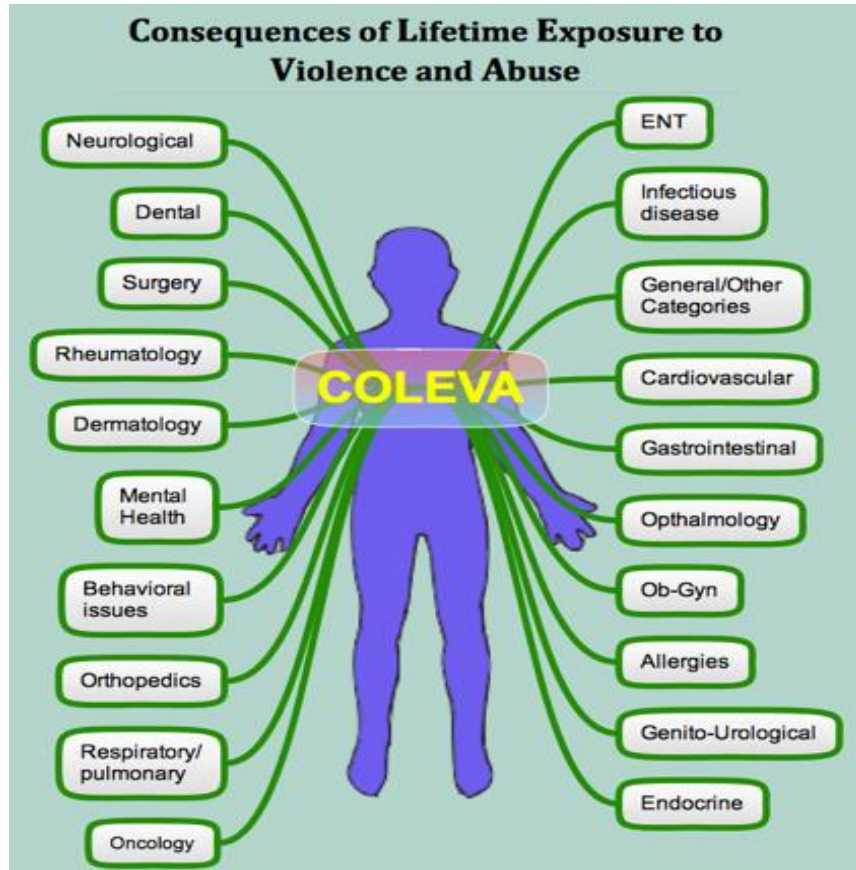 Consequences of Lifetime Exposure to
Violence and Abuse
Neurological
Dental
Surgery
Rheumatology
Dermatology
Mental
Health
Behavioral
issues
Orthopedics
Respiratory/
pulmonary
Oncology
COLEVA
ENT
Infectious
disease
General/Other
Categories
Cardiovascular
Gastrointestinal
Opthalmology
Ob-Gyn
Allergies
Genito-Urological
Endocrine